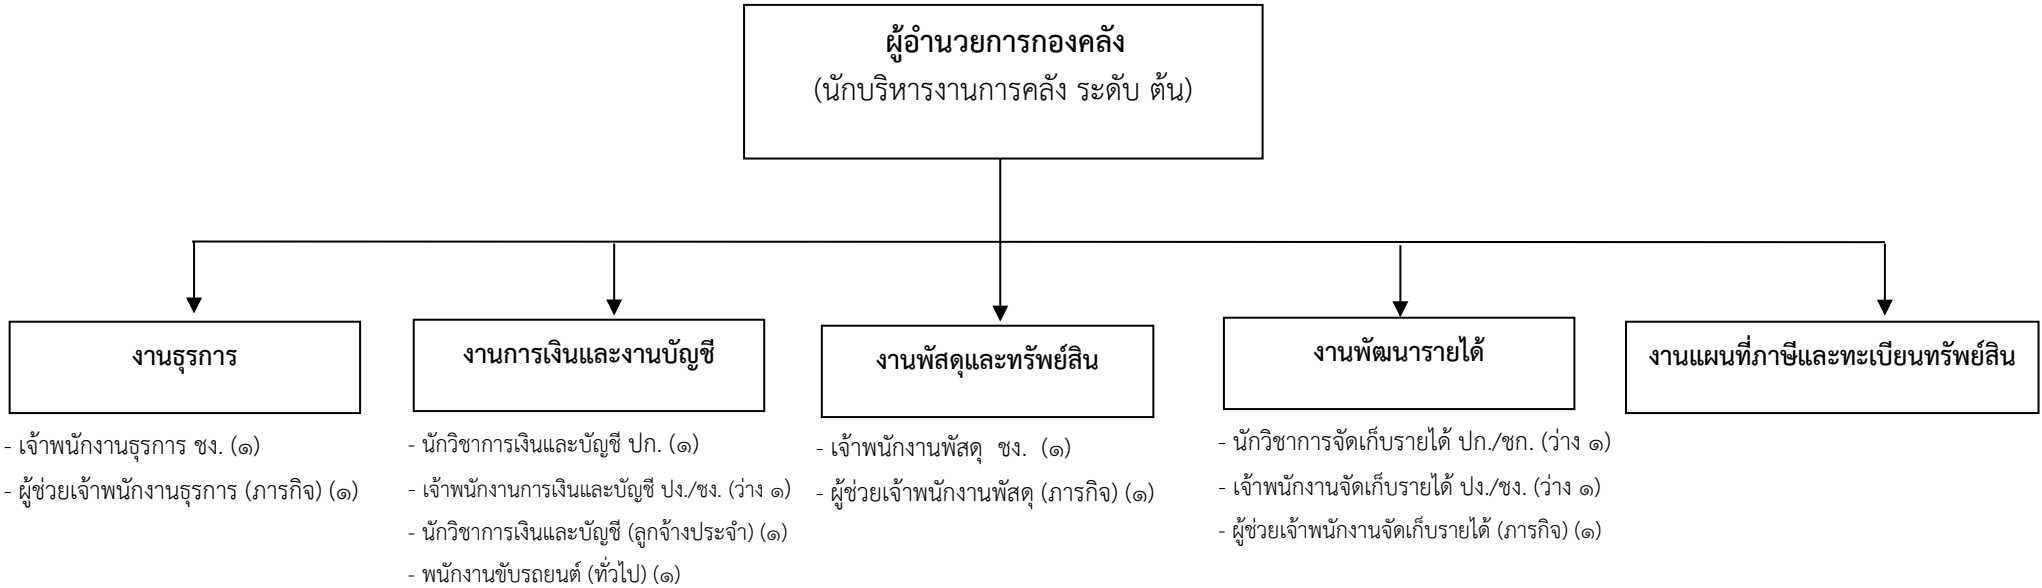 ผู้อำนวยการกองคลัง
(นักบริหารงานการคลัง ระดับ ต้น)
งานธุรการ
- เจ้าพนักงานธุรการ ชง. (๑)
- ผู้ช่วยเจ้าพนักงานธุรการ (ภารกิจ) (๑)
งานการเงินและงานบัญชี
- นักวิชาการเงินและบัญชี ปก. (๑)
- เจ้าพนักงานการเงินและบัญชี ปง./ชง. (ว่าง ๑)
- นักวิชาการเงินและบัญชี (ลูกจ้างประจำ) (๑)
- พนักงานขับรถยนต์ (ทั่วไป) (๑)
งานพัสดุและทรัพย์สิน
- เจ้าพนักงานพัสดุ ชง. (๑)
- ผู้ช่วยเจ้าพนักงานพัสดุ (ภารกิจ) (๑)
งานพัฒนารายได้
- นักวิชาการจัดเก็บรายได้ ปก./ชก. (ว่าง ๑)
- เจ้าพนักงานจัดเก็บรายได้ ปง./ชง. (ว่าง ๑)
- ผู้ช่วยเจ้าพนักงานจัดเก็บรายได้ (ภารกิจ) (๑)
งานแผนที่ภาษีและทะเบียนทรัพย์สิน